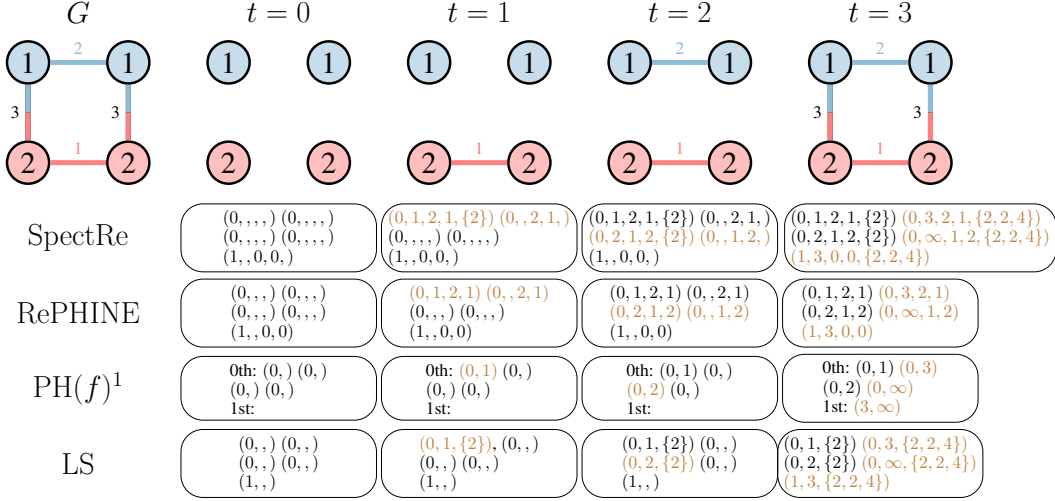 G t = 0 t = 1 t = 2 t = 3
1 2 1 1 1 1 1 1 2 1 1 2 1
3 3 3 3
2 1 2 2 2 2 1 2 2 1 2 2 1 2
SpectRe
(0, , , , ) (0, , , , )
(0, , , , ) (0, , , , )
(1, , 0, 0, )
(0, 1, 2, 1, {2}) (0, , 2, 1, )
(0, , , , ) (0, , , , )
(1, , 0, 0, )
(0, 1, 2, 1, {2}) (0, , 2, 1, )
(0, 2, 1, 2, {2}) (0, , 1, 2, )
(1, , 0, 0, )
(0, 1, 2, 1, {2}) (0, 3, 2, 1, {2, 2, 4})
(0, 2, 1, 2, {2}) (0, ∞, 1, 2, {2, 2, 4})
(1, 3, 0, 0, {2, 2, 4})
RePHINE
(0, , , ) (0, , , )
(0, , , ) (0, , , )
(1, , 0, 0)
(0, 1, 2, 1) (0, , 2, 1)
(0, , , ) (0, , , )
(1, , 0, 0)
(0, 1, 2, 1) (0, , 2, 1)
(0, 2, 1, 2) (0, , 1, 2)
(1, , 0, 0)
(0, 1, 2, 1) (0, 3, 2, 1)
(0, 2, 1, 2) (0, ∞, 1, 2)
(1, 3, 0, 0)
PH(f)¹
0th: (0, ) (0, )
(0, ) (0, )
1st:
0th: (0, 1) (0, )
(0, ) (0, )
1st:
0th: (0, 1) (0, )
(0, 2) (0, )
1st:
0th: (0, 1) (0, 3)
(0, 2) (0, ∞)
1st: (3, ∞)
LS
(0, , ) (0, , )
(0, , ) (0, , )
(1, , )
(0, 1, {2}), (0, , )
(0, , ) (0, , )
(1, , )
(0, 1, {2}) (0, , )
(0, 2, {2}) (0, , )
(1, , )
(0, 1, {2}) (0, 3, {2, 2, 4})
(0, 2, {2}) (0, ∞, {2, 2, 4})
(1, 3, {2, 2, 4})